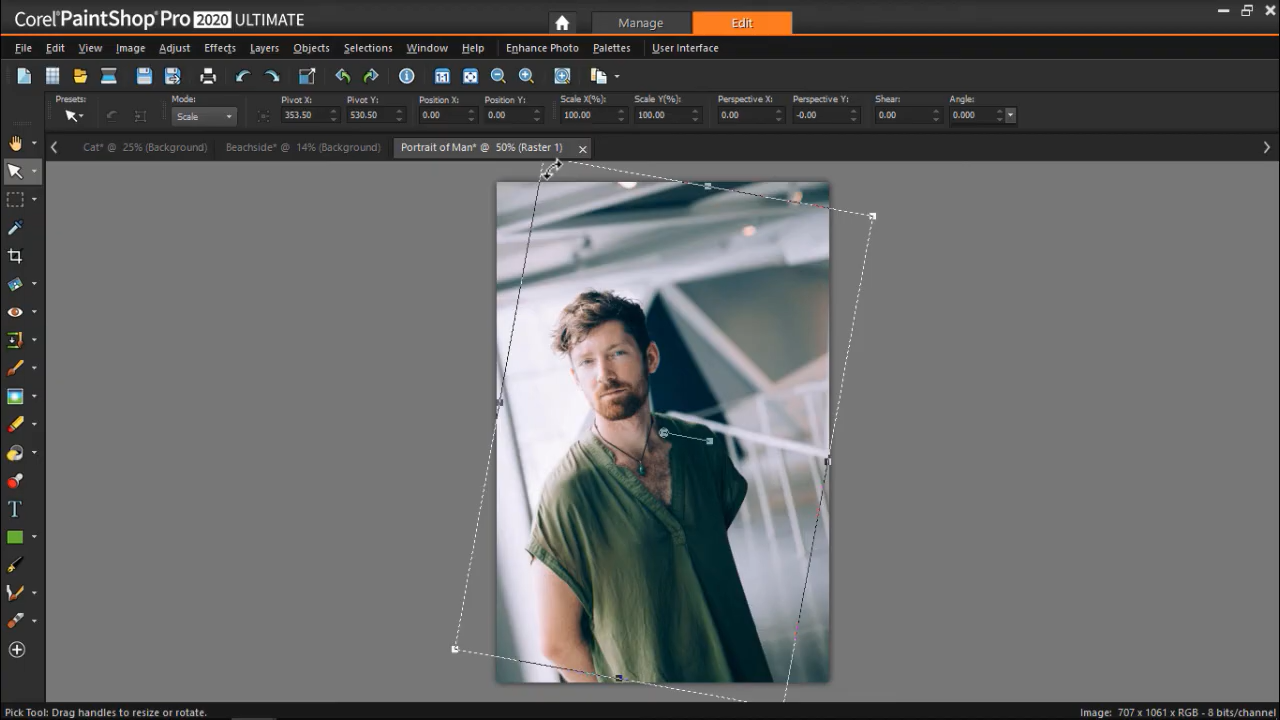 Corel® PaintShop® Pro 2020 ULTIMATE
Manage
Edit
File Edit View Image Adjust Effects Layers Objects Selections Window Help Enhance Photo Palettes User Interface
Presets: Mode: Pivot X: Pivot Y: Position X: Position Y: Scale X(%): Scale Y(%): Perspective X: Perspective Y: Shear: Angle:
Scale 353.50 530.50 0.00 0.00 100.00 100.00 0.00 -0.00 0.00 0.000
Cat* @ 25% (Background) Beachside* @ 14% (Background) Portrait of Man* @ 50% (Raster 1)
Pick Tool: Drag handles to resize or rotate.
Image: 707 x 1061 x RGB - 8 bits/channel